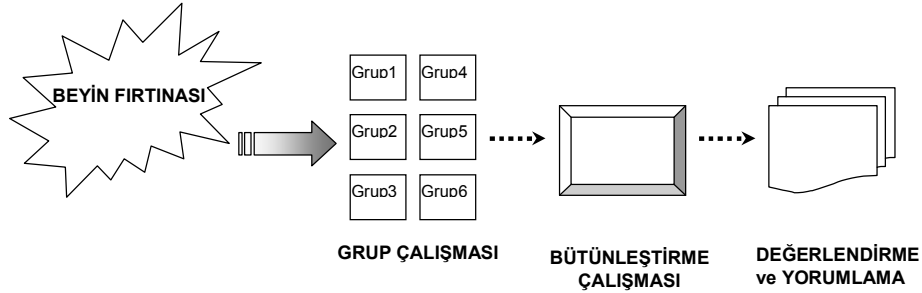 BEYİN FIRTINASI
Grup1
Grup4
Grup2
Grup5
Grup3
Grup6
GRUP ÇALIŞMASI
BÜTÜNLEŞTİRME
ÇALIŞMASI
DEĞERLENDİRME
ve YORUMLAMA